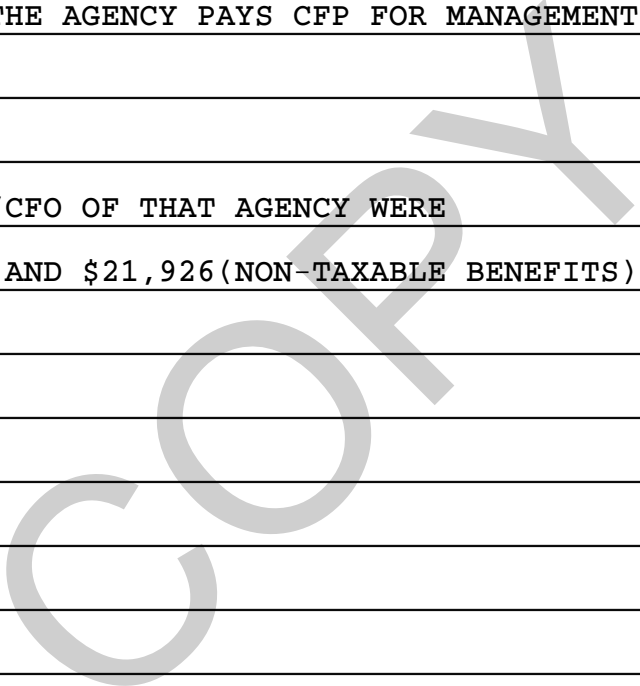 THE AGENCY PAYS CFP FOR MANAGEMENT
CFO OF THAT AGENCY WERE
AND $21,926(NON-TAXABLE BENEFITS)
COPY